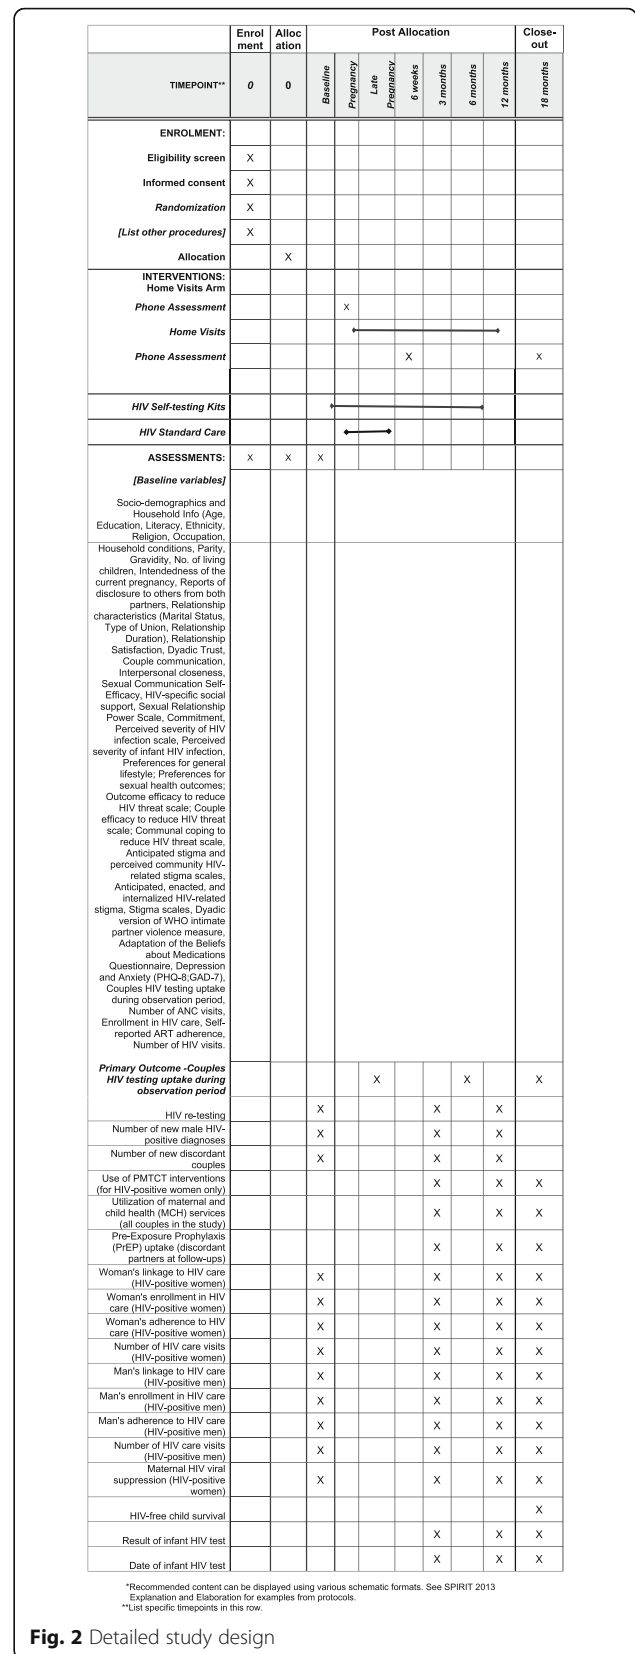 Enrol
ment
Alloc
ation
Post Allocation
Close-
out
TIMEPOINT**
0
0
Baseline
Pregnancy
Late
Pregnancy
6 weeks
3 months
6 months
12 months
18 months
ENROLMENT:
Eligibility screen X
Informed consent X
Randomization X
[List other procedures] X
Allocation X
INTERVENTIONS:
Home Visits Arm
Phone Assessment X
Home Visits
Phone Assessment X X
HIV Self-testing Kits
HIV Standard Care
ASSESSMENTS: X X X
[Baseline variables]
Socio-demographics and
Household Info (Age,
Education, Literacy, Ethnicity,
Religion, Occupation,
Household conditions, Parity,
Gravidity, No. of living
children, Intendedness of the
current pregnancy, Reports of
disclosure to others from both
partners, Relationship
characteristics (Marital Status,
Type of Union, Relationship
Duration), Relationship
Satisfaction, Dyadic Trust,
Couple communication,
Interpersonal closeness,
Sexual Communication Self-
Efficacy, HIV-specific social
support, Sexual Relationship
Power Scale, Commitment,
Perceived severity of HIV
infection scale, Perceived
severity of infant HIV infection,
Preferences for general
lifestyle; Preferences for
sexual health outcomes;
Outcome efficacy to reduce
HIV threat scale; Couple
efficacy to reduce HIV threat
scale; Communal coping to
reduce HIV threat scale,
Anticipated stigma and
perceived community HIV-
related stigma scales,
Anticipated, enacted, and
internalized HIV-related
stigma, Stigma scales, Dyadic
version of WHO intimate
partner violence measure,
Adaptation of the Beliefs
about Medications
Questionnaire, Depression
and Anxiety (PHQ-8;GAD-7),
Couples HIV testing uptake
during observation period,
Number of ANC visits,
Enrollment in HIV care, Self-
reported ART adherence,
Number of HIV visits.
Primary Outcome -Couples
HIV testing uptake during
observation period
X X X
HIV re-testing X X X
Number of new male HIV-
positive diagnoses X X X
Number of new discordant
couples X X X
Use of PMTCT interventions
(for HIV-positive women only) X X X
Utilization of maternal and
child health (MCH) services
(all couples in the study)
X X X
Pre-Exposure Prophylaxis
(PrEP) uptake (discordant
partners at follow-ups)
X X X
Woman's linkage to HIV care
(HIV-positive women) X X X X
Woman's enrollment in HIV
care (HIV-positive women) X X X X
Woman's adherence to HIV
care (HIV-positive women) X X X X
Number of HIV care visits
(HIV-positive women) X X X X
Man's linkage to HIV care
(HIV-positive men) X X X X
Man's enrollment in HIV care
(HIV-positive men) X X X X
Man's adherence to HIV care
(HIV-positive men) X X X X
Number of HIV care visits
(HIV-positive men) X X X X
Maternal HIV viral
suppression (HIV-positive
women)
X X X X
HIV-free child survival X
Result of infant HIV test X X X
Date of infant HIV test X X X
*Recommended content can be displayed using various schematic formats. See SPIRIT 2013
Explanation and Elaboration for examples from protocols.
**List specific timepoints in this row.
Fig. 2 Detailed study design